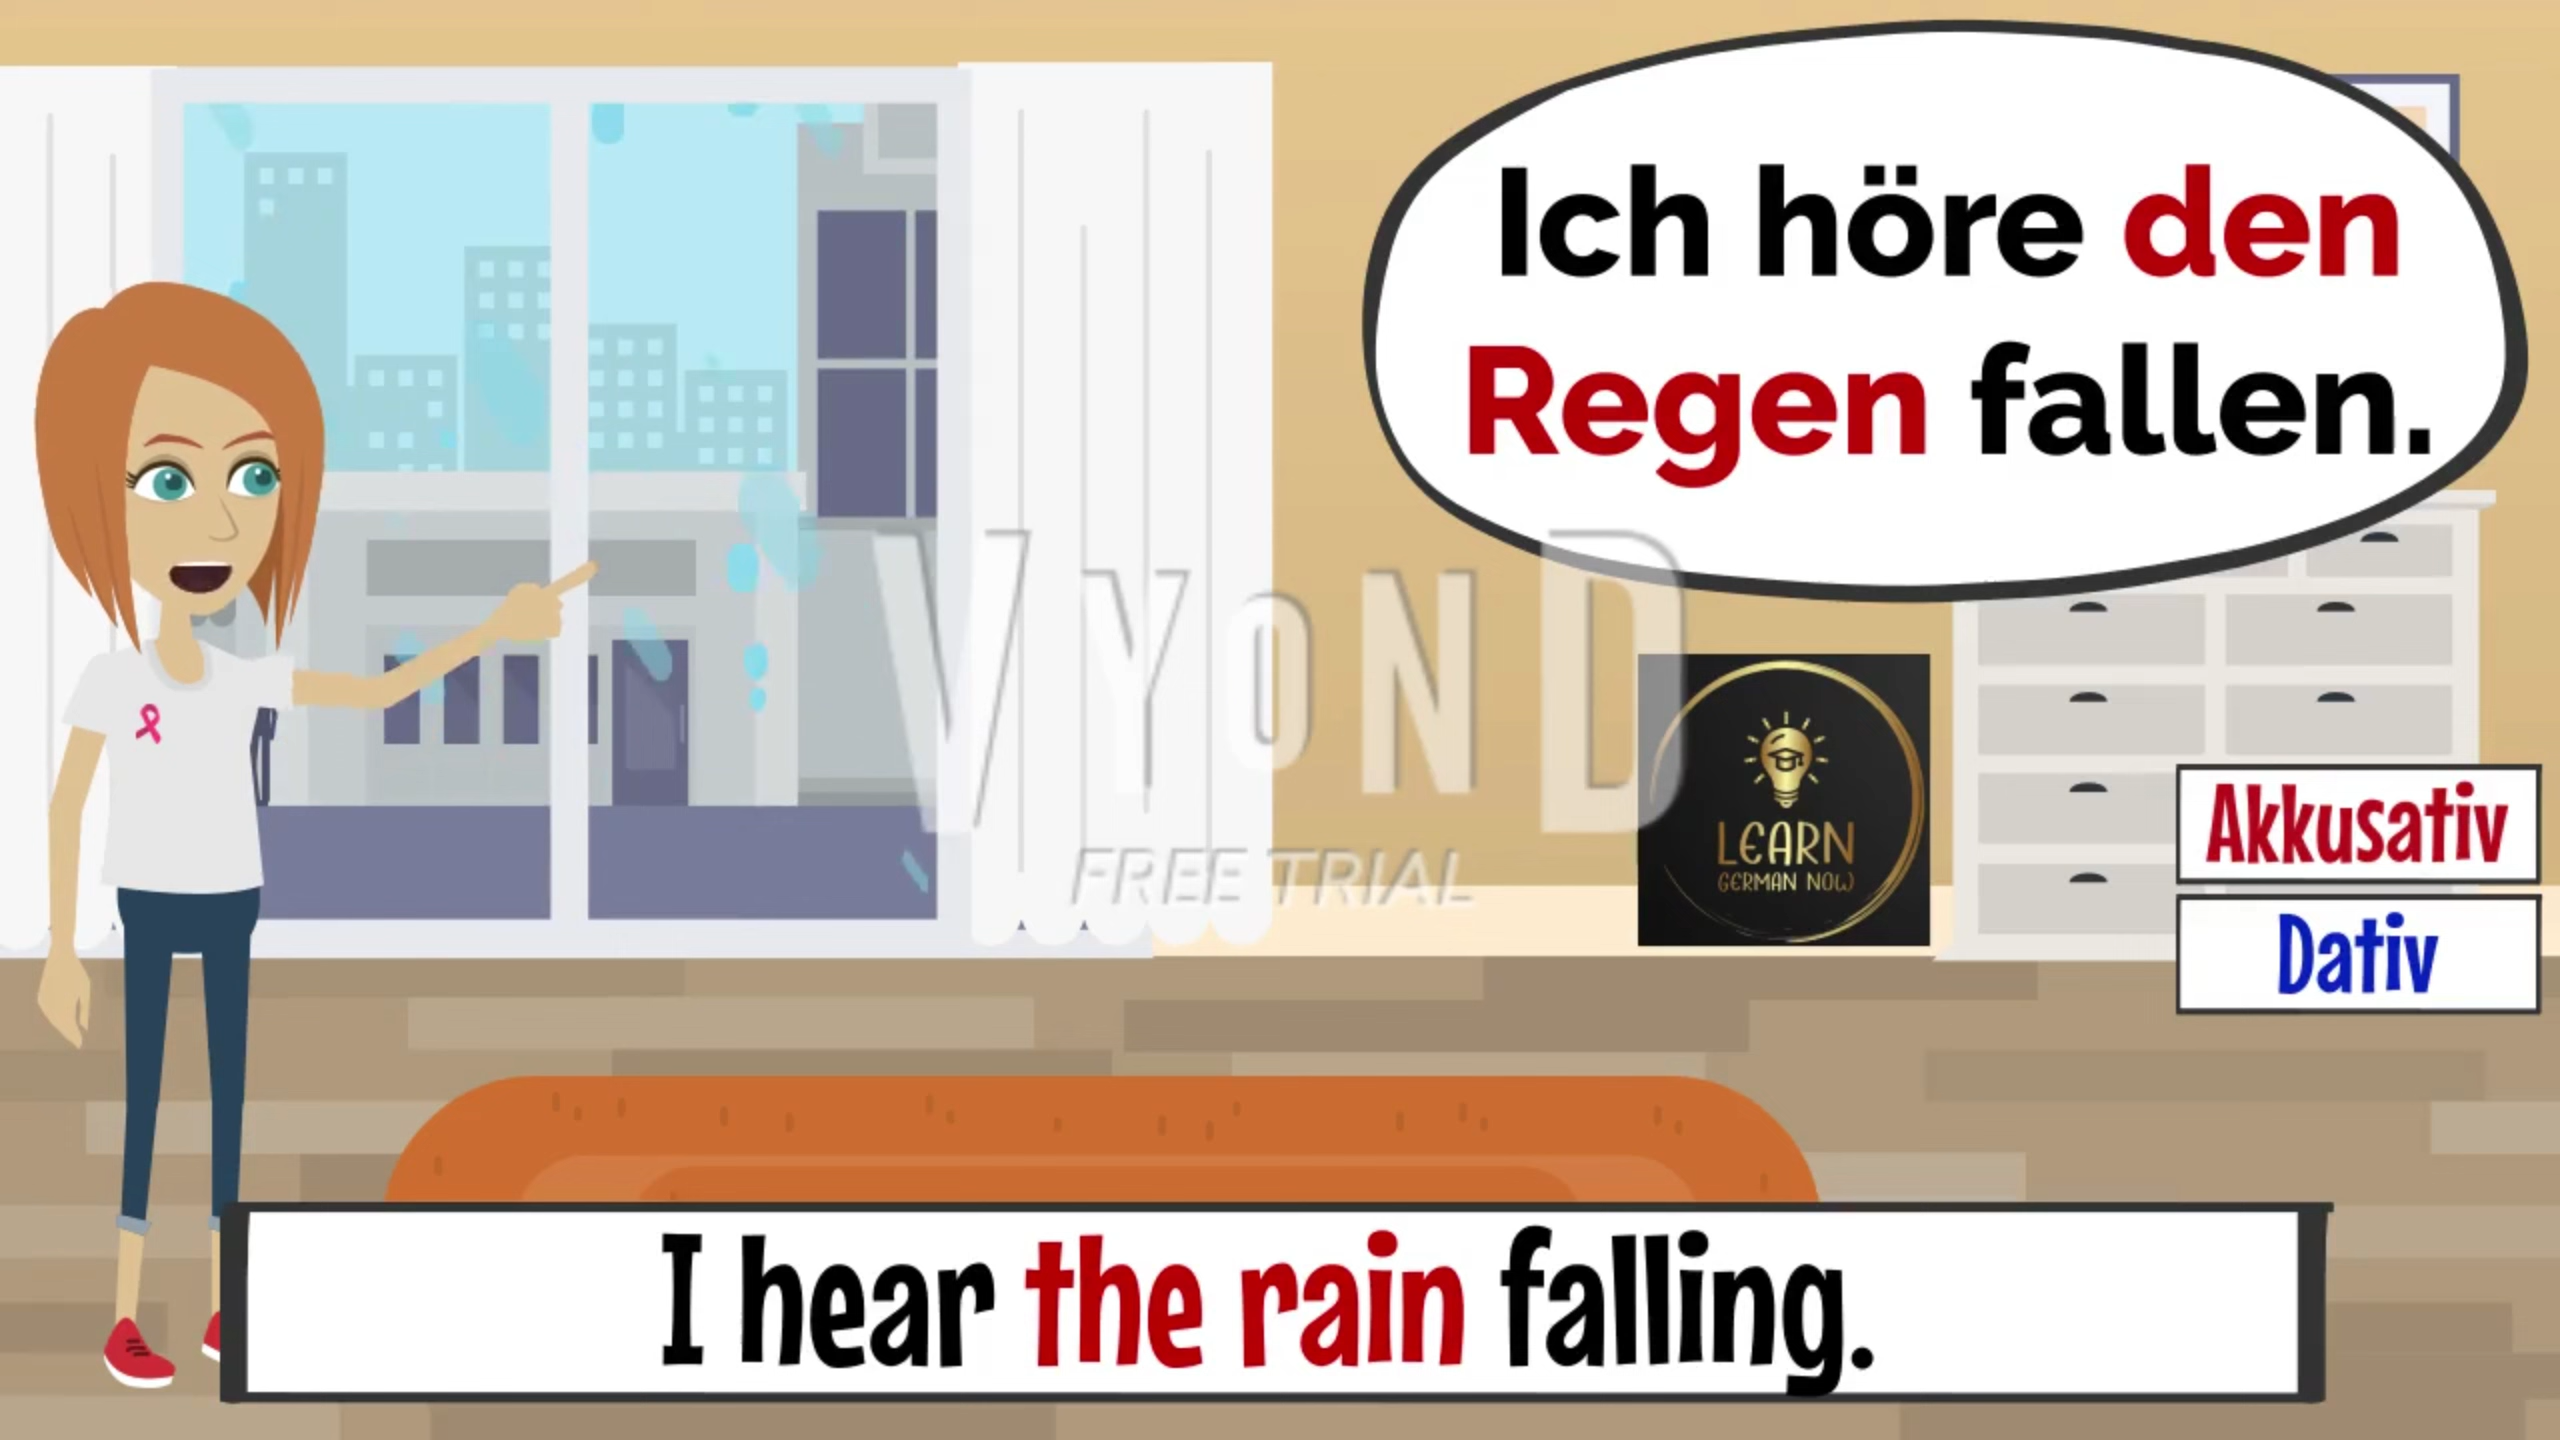 Ich höre den
Regen fallen.
VYOND
FREE TRIAL
LEARN
GERMAN NOW
Akkusativ
Dativ
I hear the rain falling.